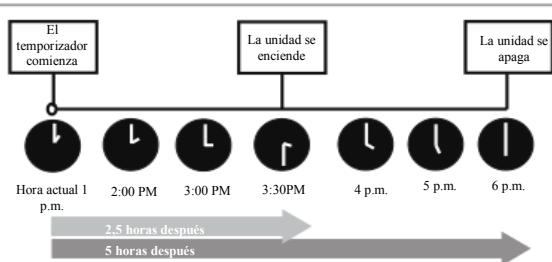 El
temporizador
comienza
La unidad se
enciende
La unidad se
apaga
Hora actual 1
p.m.
2:00 PM
3:00 PM
3:30PM
4 p.m.
5 p.m.
6 p.m.
2,5 horas después
5 horas después